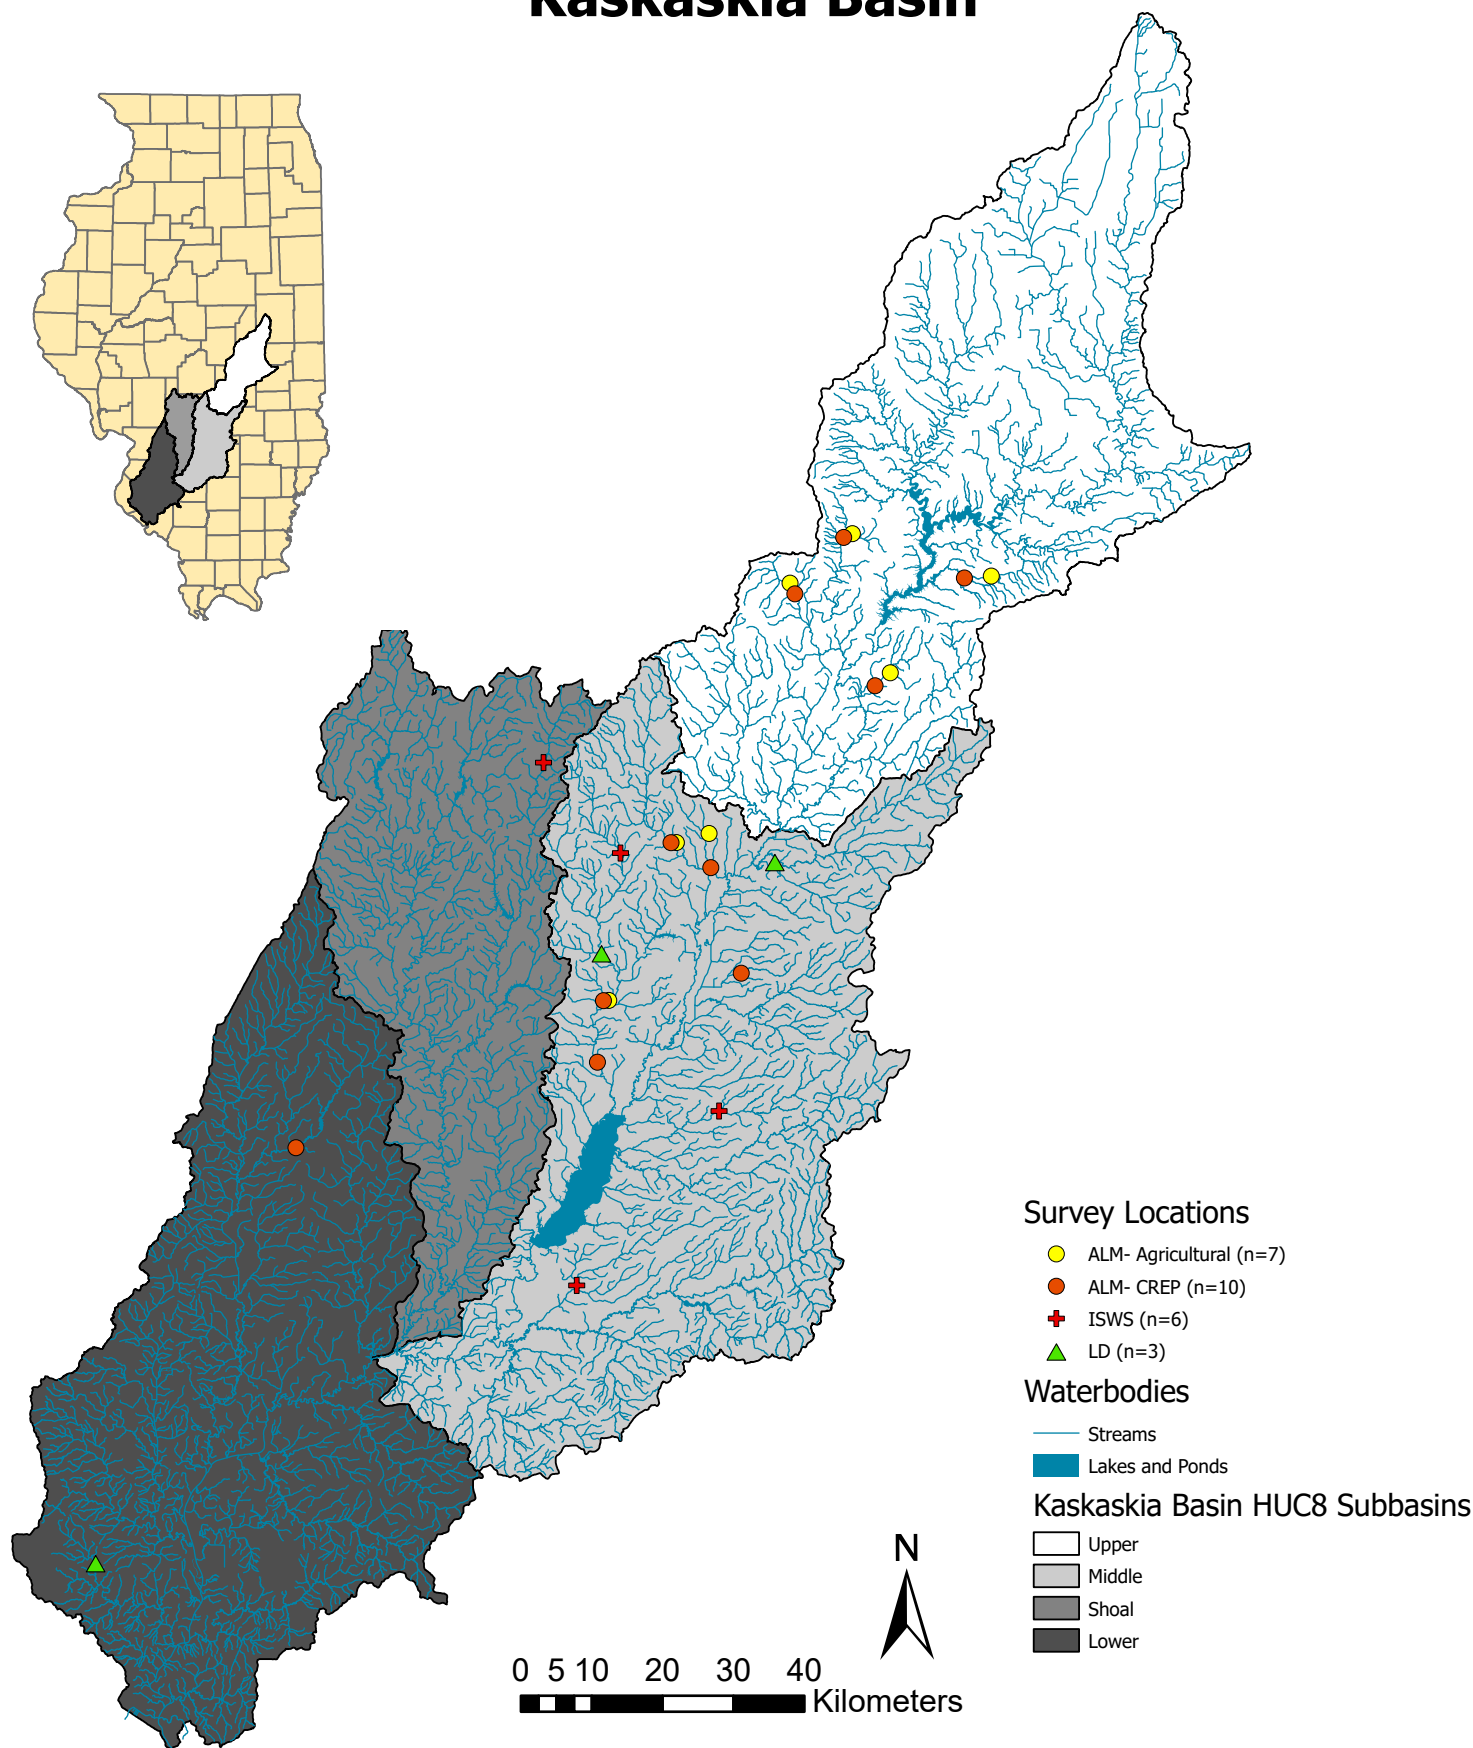 Kaskaskia Basin
Survey Locations
ALM- Agricultural (n=7)
ALM- CREP (n=10)
ISWS (n=6)
LD (n=3)
Waterbodies
Streams
Lakes and Ponds
Kaskaskia Basin HUC8 Subbasins
Upper
Middle
Shoal
Lower
N
0 5 10 20 30 40
Kilometers